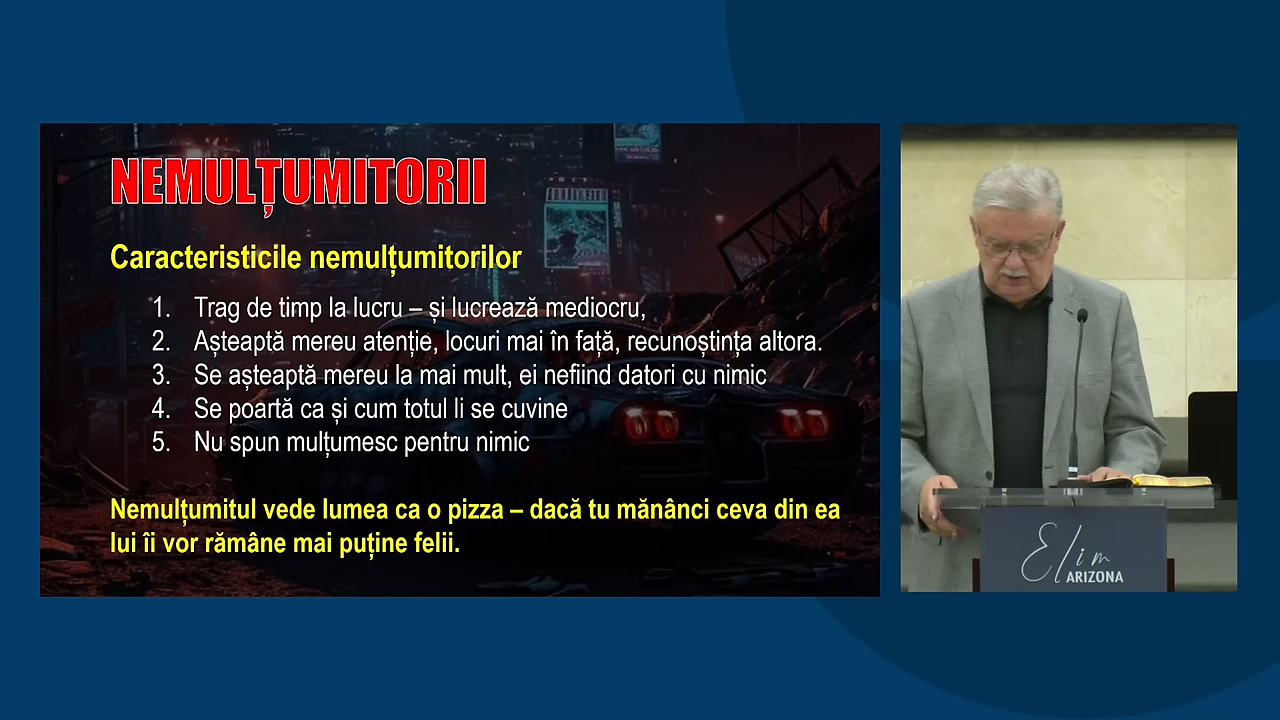 NEMULȚUMITORII
Caracteristicile nemulțumitorilor
1. Trag de timp la lucru – și lucrează mediocru,
2. Așteaptă mereu atenție, locuri mai în față, recunoștința altora.
3. Se așteaptă mereu la mai mult, ei nefiind datori cu nimic
4. Se poartă ca și cum totul li se cuvine
5. Nu spun mulțumesc pentru nimic
Nemulțumitul vede lumea ca o pizza – dacă tu mănânci ceva din ea
lui îi vor rămâne mai puține felii.
Elim
ARIZONA